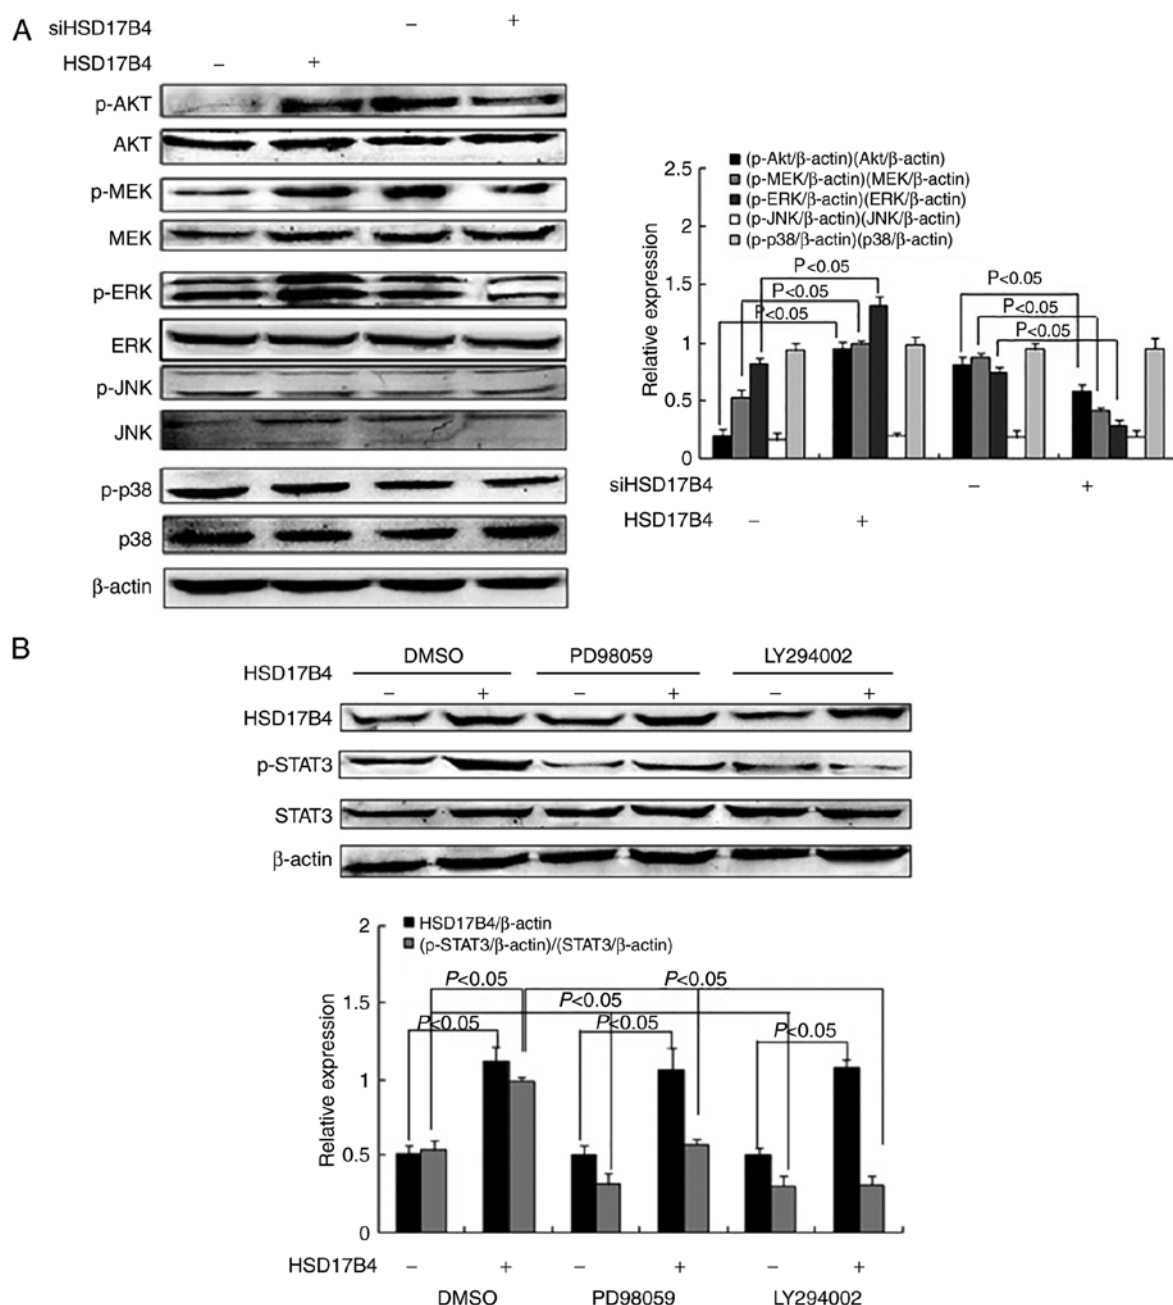 A
siHSD17B4 − +
HSD17B4 − +
p-AKT
AKT
p-MEK
MEK
p-ERK
ERK
p-JNK
JNK
p-p38
p38
β-actin
(p-Akt/β-actin)(Akt/β-actin)
(p-MEK/β-actin)(MEK/β-actin)
(p-ERK/β-actin)(ERK/β-actin)
(p-JNK/β-actin)(JNK/β-actin)
(p-p38/β-actin)(p38/β-actin)
Relative expression
2.5
2
1.5
1
0.5
0
P<0.05
P<0.05
P<0.05
P<0.05
P<0.05
P<0.05
siHSD17B4 − +
HSD17B4 − +
B
DMSO PD98059 LY294002
HSD17B4
− + − + − +
HSD17B4
p-STAT3
STAT3
β-actin
HSD17B4/β-actin
(p-STAT3/β-actin)/(STAT3/β-actin)
Relative expression
2
1.5
1
0.5
0
P<0.05 P<0.05
P<0.05
P<0.05 P<0.05 P<0.05
HSD17B4 − + − + − +
DMSO PD98059 LY294002